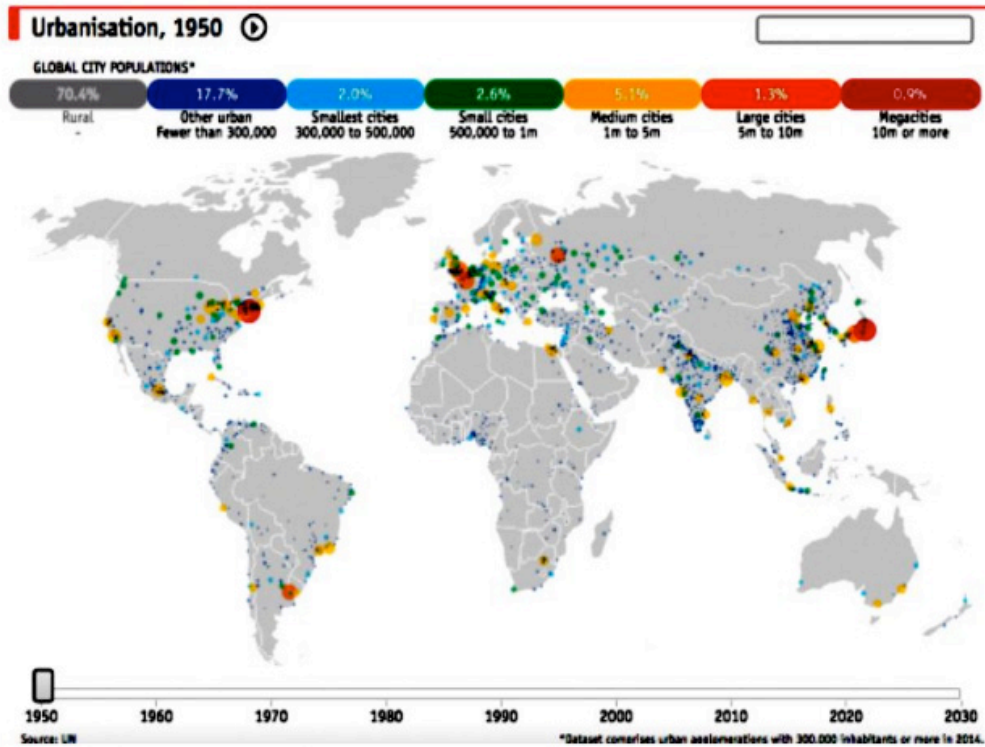 Urbanisation, 1950
GLOBAL CITY POPULATIONS*
70.4% 17.7% 2.0% 2.6% 5.1% 1.3% 0.9%
Rural Other urban Smallest cities Small cities Medium cities Large cities Megacities
- Fewer than 300,000 300,000 to 500,000 500,000 to 1m 1m to 5m 5m to 10m 10m or more
1950 1960 1970 1980 1990 2000 2010 2020 2030
Source: UN *Dataset comprises urban agglomerations with 300,000 inhabitants or more in 2014.